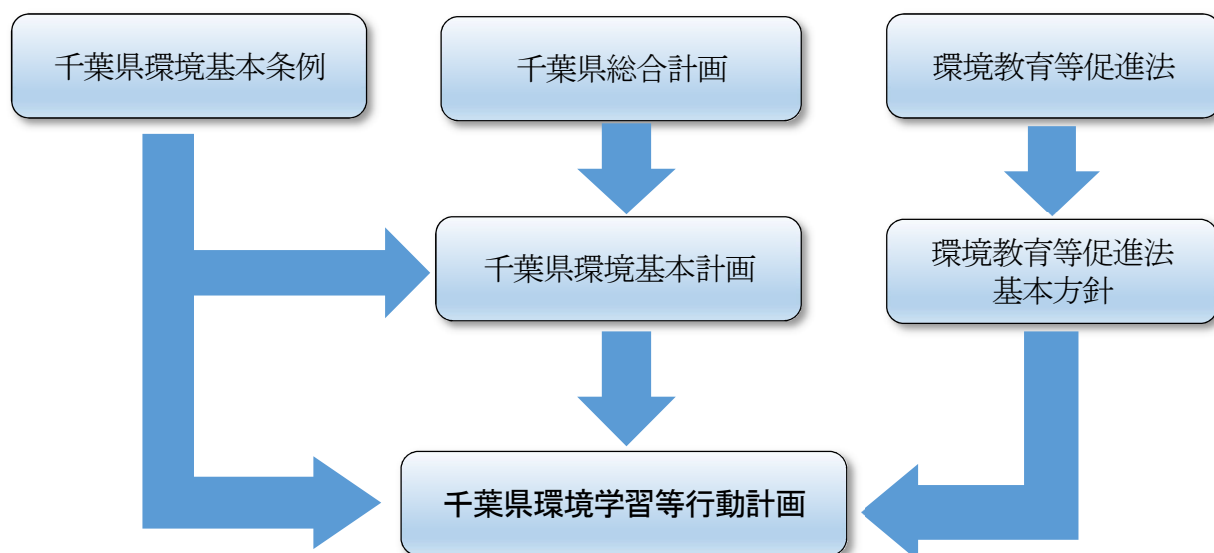 千葉県環境基本条例
千葉県総合計画
環境教育等促進法
千葉県環境基本計画
環境教育等促進法
基本方針
千葉県環境学習等行動計画